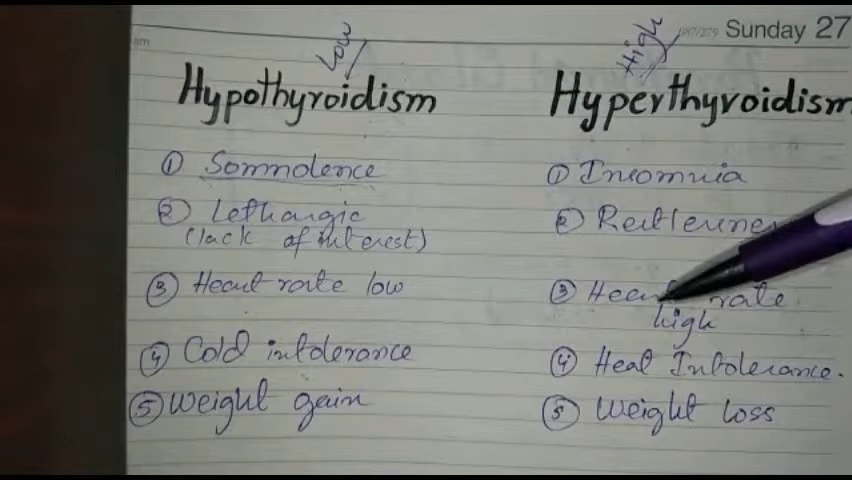 am
Sunday 27
Low
High
Hypothyroidism
Hyperthyroidism
① Somnolence
① Insomnia
② Lethargic
(lack of interest)
②
③ Heart rate low
③ Heart rate
high
④ Cold intolerance
④ Heat Intolerance.
⑤ Weight gain
⑤ Weight loss